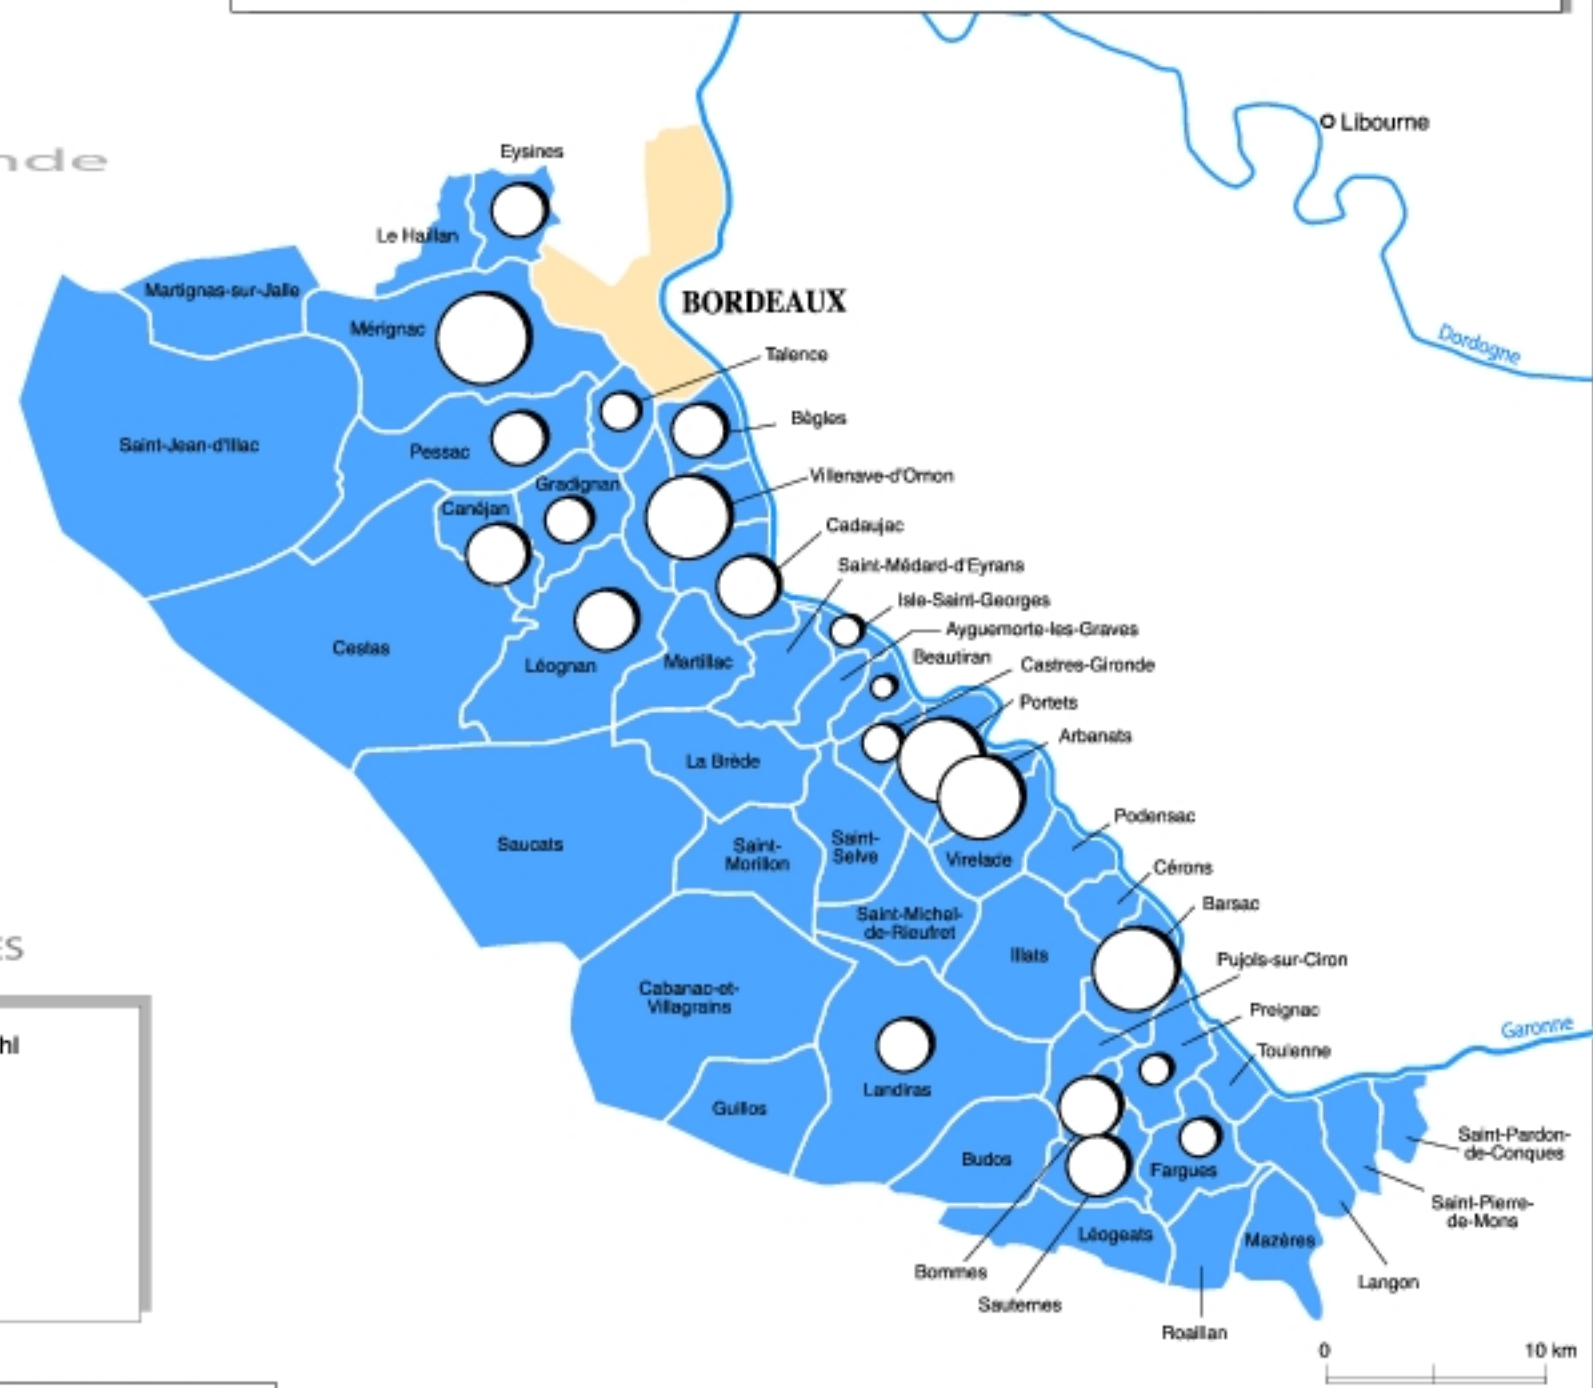 nde
Eysines
Libourne
Le Haillan
Martignas-sur-Jalle
BORDEAUX
Mérignac
Dordogne
Talence
Saint-Jean-d'Illac
Pessac
Bègles
Gradignan
Villenave-d'Ornon
Canéjan
Cadaujac
Saint-Médard-d'Eyrans
Isle-Saint-Georges
Ayguemorte-les-Graves
Cestas
Léognan
Martillac
Beautiran
Castres-Gironde
Portets
Arbanats
La Brède
Podensac
Saucats
Saint-
Morillon
Saint-
Selve
Virelade
Cérons
Barsac
Saint-Michel-
de-Rieufret
ES
Illats
Pujols-sur-Ciron
Cabanac-et-
Villagrains
Preignac
Garonne
hl
Toulenne
Landiras
Guillos
Saint-Pardon-
de-Conques
Budos
Fargues
Saint-Pierre-
de-Mons
Léogeats
Mazères
Bommes
Langon
Sauternes
Roaillan
0 10 km